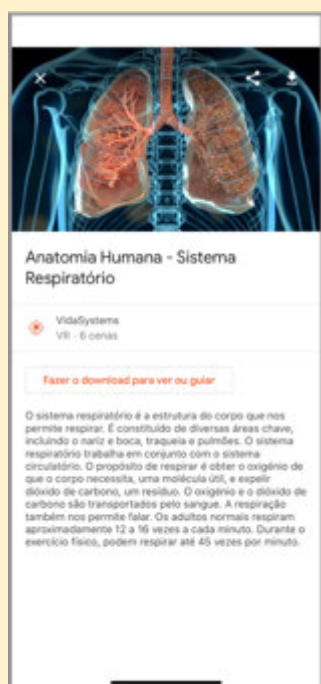 Anatomia Humana - Sistema
Respiratório
VidaSystems
VR - 6 cenas
Fazer o download para ver ou guiar
O sistema respiratório é a estrutura do corpo que nos
permite respirar. É constituído de diversas áreas chave,
incluindo o nariz e boca, traqueia e pulmões. O sistema
respiratório trabalha em conjunto com o sistema
circulatório. O propósito de respirar é obter o oxigénio de
que o corpo necessita, uma molécula útil, e expelir
dióxido de carbono, um resíduo. O oxigénio e o dióxido de
carbono são transportados pelo sangue. A respiração
também nos permite falar. Os adultos normais respiram
aproximadamente 12 a 16 vezes a cada minuto. Durante o
exercício físico, podem respirar até 45 vezes por minuto.